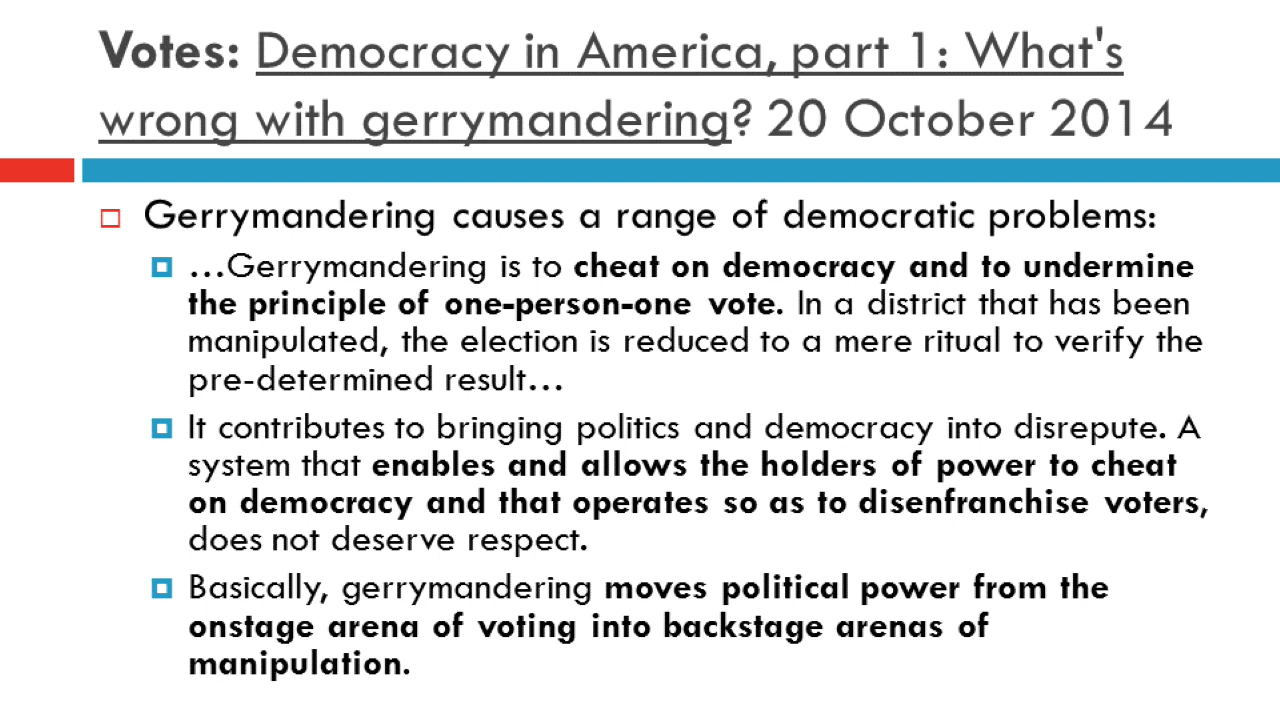 Votes: Democracy in America, part 1: What's
wrong with gerrymandering? 20 October 2014
Gerrymandering causes a range of democratic problems:
…Gerrymandering is to cheat on democracy and to undermine
the principle of one-person-one vote. In a district that has been
manipulated, the election is reduced to a mere ritual to verify the
pre-determined result…
It contributes to bringing politics and democracy into disrepute. A
system that enables and allows the holders of power to cheat
on democracy and that operates so as to disenfranchise voters,
does not deserve respect.
Basically, gerrymandering moves political power from the
onstage arena of voting into backstage arenas of
manipulation.